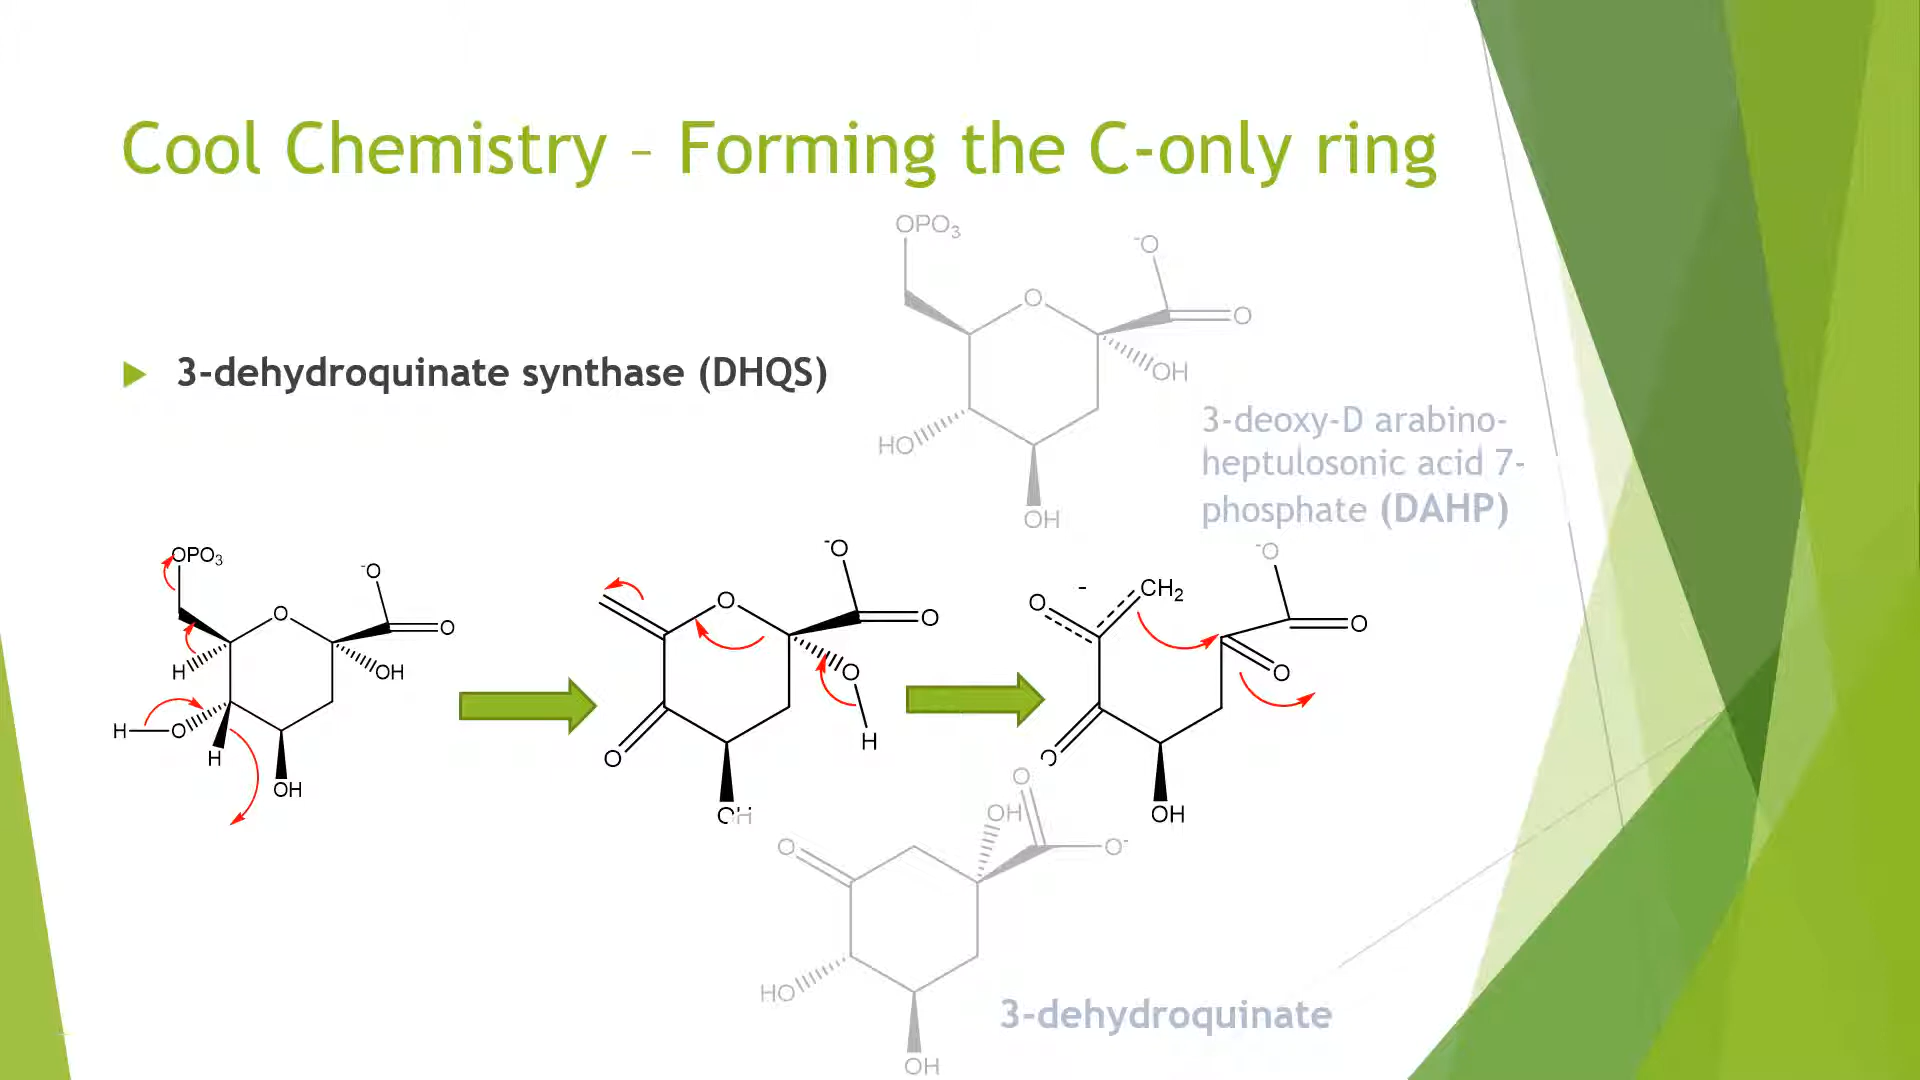 Cool Chemistry – Forming the C-only ring
3-dehydroquinate synthase (DHQS)
OPO₃
⁻O
O
O
OH
HO
OH
3-deoxy-D arabino-
heptulosonic acid 7-
phosphate (DAHP)
OPO₃
⁻O
O
O
H
OH
H
O
H
OH
⁻O
O
O
O
H
O
OH
⁻O
-
CH₂
O
O
O
O
OH
O
OH
O
O⁻
HO
OH
3-dehydroquinate